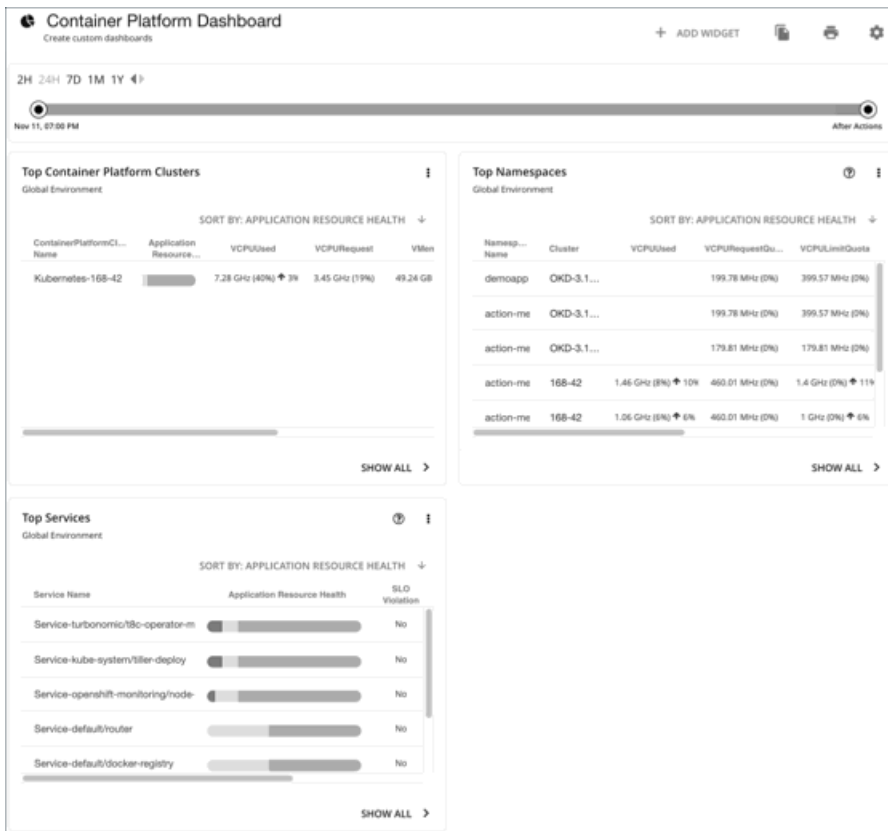 Container Platform Dashboard
Create custom dashboards
+ ADD WIDGET
2H 24H 7D 1M 1Y
Nov 11, 07:00 PM
After Actions
Top Container Platform Clusters
Global Environment
SORT BY: APPLICATION RESOURCE HEALTH ↓
ContainerPlatformCl... Name Application Resource... VCPUUsed VCPURequest VMem
Kubernetes-168-42 7.28 GHz (40%) ↑ 3% 3.45 GHz (19%) 49.24 GB
SHOW ALL >
Top Namespaces
Global Environment
SORT BY: APPLICATION RESOURCE HEALTH ↓
Namesp... Name Cluster VCPUUsed VCPURequestQu... VCPULimitQuota
demoapp OKD-3.1... 199.78 MHz (0%) 399.57 MHz (0%)
action-me OKD-3.1... 199.78 MHz (0%) 399.57 MHz (0%)
action-me OKD-3.1... 179.81 MHz (0%) 179.81 MHz (0%)
action-me 168-42 1.46 GHz (8%) ↑ 10% 460.01 MHz (0%) 1.4 GHz (0%) ↑ 11%
action-me 168-42 1.06 GHz (6%) ↑ 6% 460.01 MHz (0%) 1 GHz (0%) ↑ 6%
SHOW ALL >
Top Services
Global Environment
SORT BY: APPLICATION RESOURCE HEALTH ↓
Service Name Application Resource Health SLO Violation
Service-turbonomic/t8c-operator-m No
Service-kube-system/tiller-deploy No
Service-openshift-monitoring/node- No
Service-default/router No
Service-default/docker-registry No
SHOW ALL >